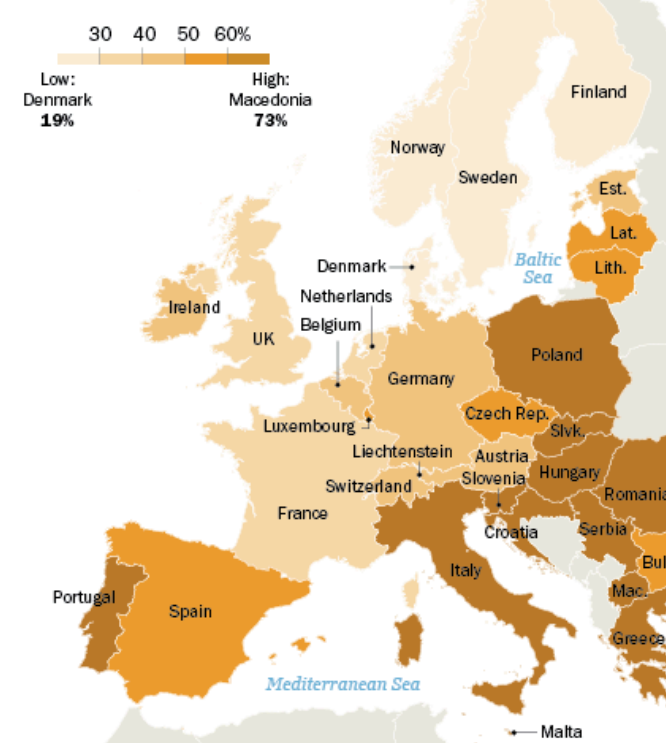 30 40 50 60%
Low:
Denmark
19%
High:
Macedonia
73%
Finland
Norway
Sweden
Est.
Lat.
Lith.
Baltic
Sea
Denmark
Netherlands
Belgium
Ireland
UK
Poland
Germany
Czech Rep.
Luxembourg
Slvk.
Liechtenstein
Austria
Switzerland
Slovenia
Hungary
Romania
France
Croatia
Serbia
Italy
Bul
Mac.
Portugal
Spain
Greece
Mediterranean Sea
Malta